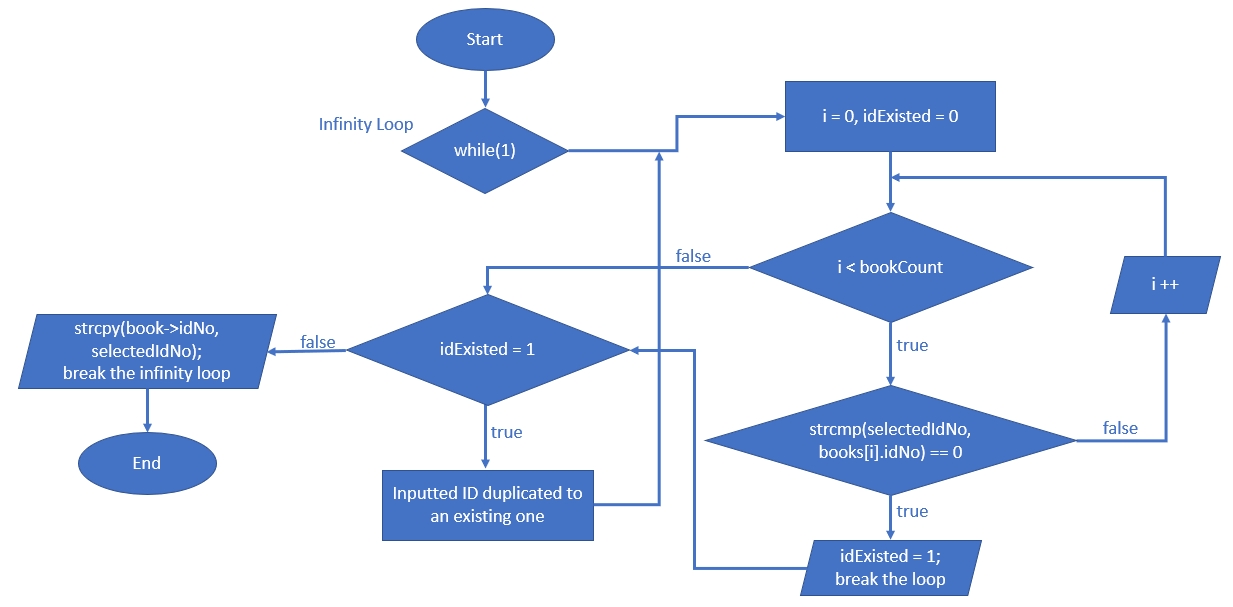 Start
Infinity Loop
while(1)
i = 0, idExisted = 0
false
i < bookCount
i ++
strcpy(book->idNo,
selectedIdNo);
break the infinity loop
false
idExisted = 1
true
strcmp(selectedIdNo,
books[i].idNo) == 0
false
true
End
Inputted ID duplicated to
an existing one
true
idExisted = 1;
break the loop